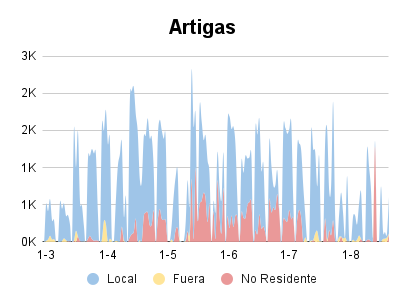 Artigas
3K
2K
2K
1K
1K
0K
1-3 1-4 1-5 1-6 1-7 1-8
Local Fuera No Residente